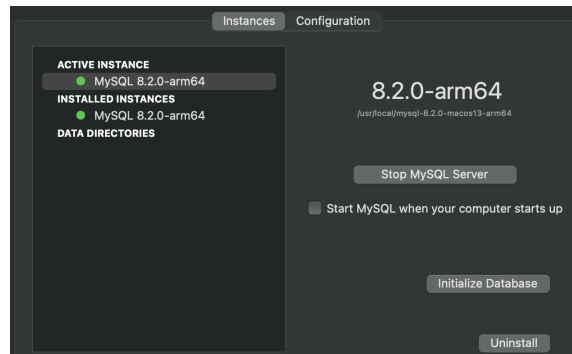 Instances Configuration
ACTIVE INSTANCE
MySQL 8.2.0-arm64
INSTALLED INSTANCES
MySQL 8.2.0-arm64
DATA DIRECTORIES
8.2.0-arm64
/usr/local/mysql-8.2.0-macos13-arm64
Stop MySQL Server
Start MySQL when your computer starts up
Initialize Database
Uninstall